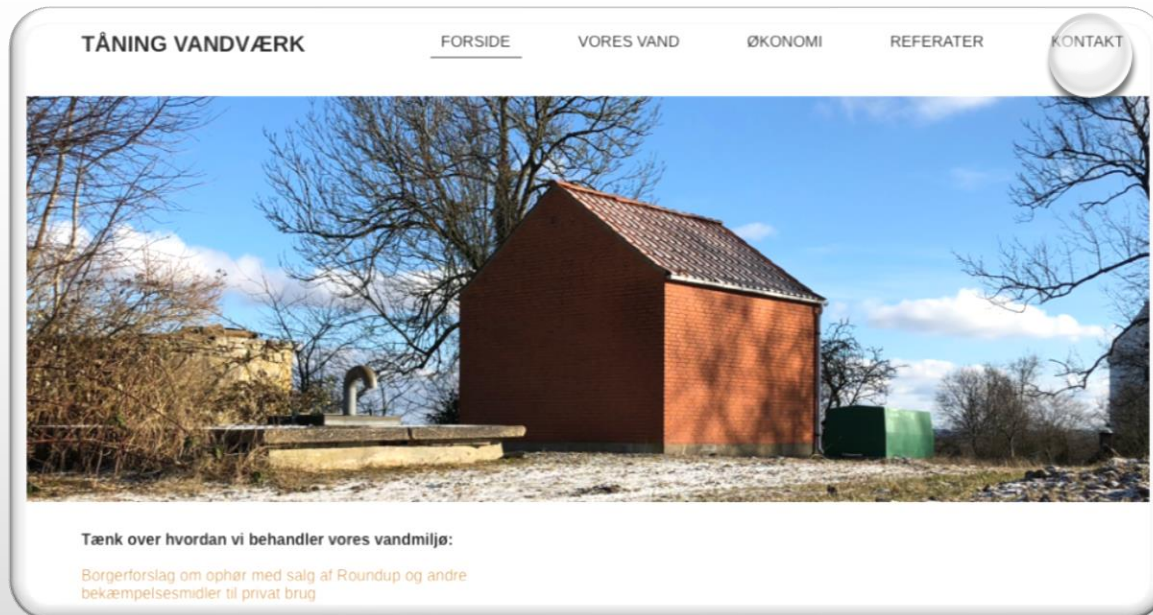 TÅNING VANDVÆRK
FORSIDE VORES VAND ØKONOMI REFERATER KONTAKT
Tænk over hvordan vi behandler vores vandmiljø:
Borgerforslag om ophør med salg af Roundup og andre
bekæmpelsesmidler til privat brug